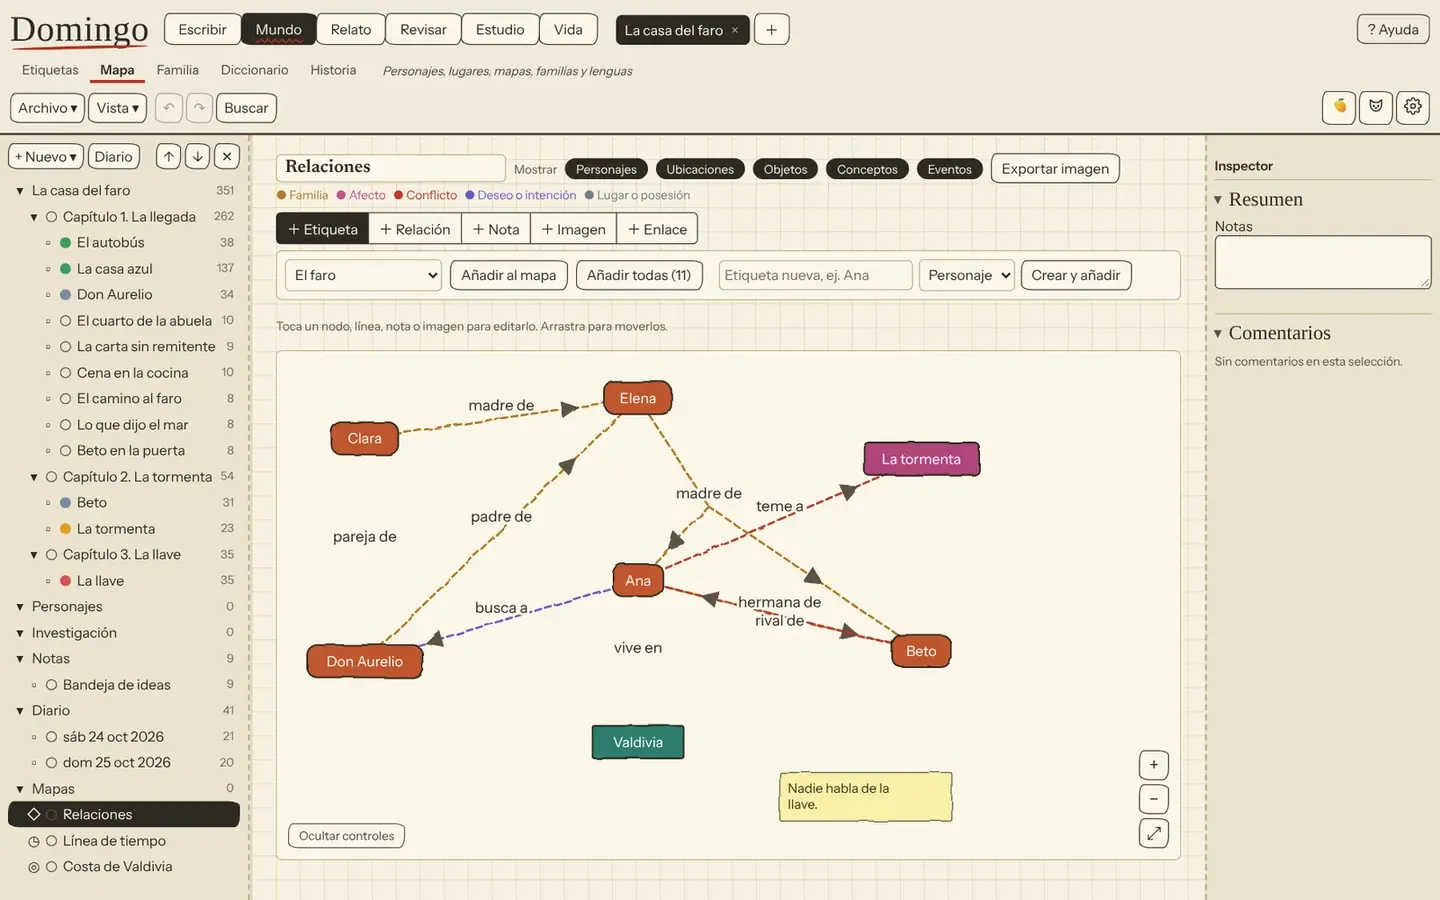 Domingo
Escribir
Mundo
Relato
Revisar
Estudio
Vida
La casa del faro ×
+
? Ayuda
Etiquetas
Mapa
Familia
Diccionario
Historia
Personajes, lugares, mapas, familias y lenguas
Archivo ▾
Vista ▾
Buscar
+ Nuevo ▾
Diario
La casa del faro 351
Capítulo 1. La llegada 262
El autobús 38
La casa azul 137
Don Aurelio 34
El cuarto de la abuela 10
La carta sin remitente 9
Cena en la cocina 10
El camino al faro 8
Lo que dijo el mar 8
Beto en la puerta 8
Capítulo 2. La tormenta 54
Beto 31
La tormenta 23
Capítulo 3. La llave 35
La llave 35
Personajes 0
Investigación 0
Notas 9
Bandeja de ideas 9
Diario 41
sáb 24 oct 2026 21
dom 25 oct 2026 20
Mapas 0
Relaciones
Línea de tiempo
Costa de Valdivia
Relaciones
Mostrar
Personajes
Ubicaciones
Objetos
Conceptos
Eventos
Exportar imagen
Familia
Afecto
Conflicto
Deseo o intención
Lugar o posesión
+ Etiqueta
+ Relación
+ Nota
+ Imagen
+ Enlace
El faro
Añadir al mapa
Añadir todas (11)
Etiqueta nueva, ej. Ana
Personaje
Crear y añadir
Toca un nodo, línea, nota o imagen para editarlo. Arrastra para moverlos.
Elena
madre de
Clara
La tormenta
madre de
teme a
padre de
pareja de
Ana
busca a
hermana de
rival de
vive en
Beto
Don Aurelio
Valdivia
Nadie habla de la
llave.
+
−
Ocultar controles
Inspector
Resumen
Notas
Comentarios
Sin comentarios en esta selección.